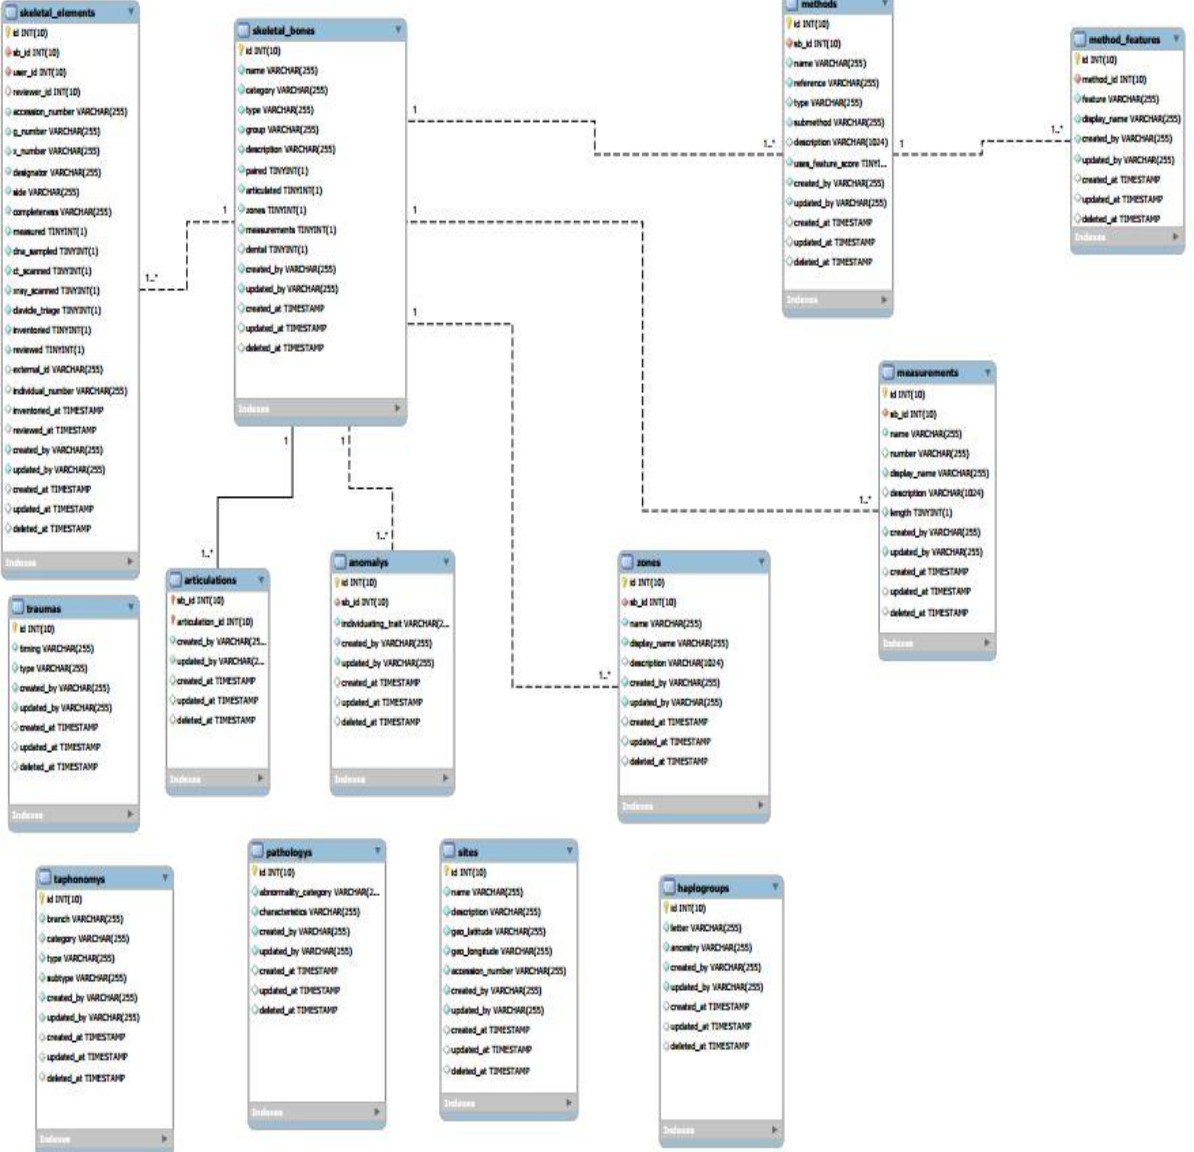 skeletal_elements
id INT(10)
sb_id INT(10)
user_id INT(10)
reviewer_id INT(10)
accession_number VARCHAR(255)
g_number VARCHAR(255)
x_number VARCHAR(255)
designator VARCHAR(255)
side VARCHAR(255)
completeness VARCHAR(255)
measured TINYINT(1)
dna_sampled TINYINT(1)
ct_scanned TINYINT(1)
xray_scanned TINYINT(1)
clavicle_triage TINYINT(1)
inventoried TINYINT(1)
reviewed TINYINT(1)
external_id VARCHAR(255)
individual_number VARCHAR(255)
inventoried_at TIMESTAMP
reviewed_at TIMESTAMP
created_by VARCHAR(255)
updated_by VARCHAR(255)
created_at TIMESTAMP
updated_at TIMESTAMP
deleted_at TIMESTAMP
Indexes
1..*
1
skeletal_bones
id INT(10)
name VARCHAR(255)
category VARCHAR(255)
type VARCHAR(255)
group VARCHAR(255)
description VARCHAR(255)
paired TINYINT(1)
articulated TINYINT(1)
zones TINYINT(1)
measurements TINYINT(1)
dental TINYINT(1)
created_by VARCHAR(255)
updated_by VARCHAR(255)
created_at TIMESTAMP
updated_at TIMESTAMP
deleted_at TIMESTAMP
Indexes
1
1..*
1
1..*
1
1..*
1
1..*
1
1..*
methods
id INT(10)
sb_id INT(10)
name VARCHAR(255)
reference VARCHAR(255)
type VARCHAR(255)
submethod VARCHAR(255)
description VARCHAR(1024)
uses_feature_score TINYI...
created_by VARCHAR(255)
updated_by VARCHAR(255)
created_at TIMESTAMP
updated_at TIMESTAMP
deleted_at TIMESTAMP
Indexes
1
1..*
method_features
id INT(10)
method_id INT(10)
feature VARCHAR(255)
display_name VARCHAR(255)
created_by VARCHAR(255)
updated_by VARCHAR(255)
created_at TIMESTAMP
updated_at TIMESTAMP
deleted_at TIMESTAMP
Indexes
measurements
id INT(10)
sb_id INT(10)
name VARCHAR(255)
number VARCHAR(255)
display_name VARCHAR(255)
description VARCHAR(1024)
length TINYINT(1)
created_by VARCHAR(255)
updated_by VARCHAR(255)
created_at TIMESTAMP
updated_at TIMESTAMP
deleted_at TIMESTAMP
Indexes
traumas
id INT(10)
timing VARCHAR(255)
type VARCHAR(255)
created_by VARCHAR(255)
updated_by VARCHAR(255)
created_at TIMESTAMP
updated_at TIMESTAMP
deleted_at TIMESTAMP
Indexes
articulations
sb_id INT(10)
articulation_id INT(10)
created_by VARCHAR(25...
updated_by VARCHAR(2...
created_at TIMESTAMP
updated_at TIMESTAMP
deleted_at TIMESTAMP
Indexes
anomalys
id INT(10)
sb_id INT(10)
individuating_trait VARCHAR(2...
created_by VARCHAR(255)
updated_by VARCHAR(255)
created_at TIMESTAMP
updated_at TIMESTAMP
deleted_at TIMESTAMP
Indexes
zones
id INT(10)
sb_id INT(10)
name VARCHAR(255)
display_name VARCHAR(255)
description VARCHAR(1024)
created_by VARCHAR(255)
updated_by VARCHAR(255)
created_at TIMESTAMP
updated_at TIMESTAMP
deleted_at TIMESTAMP
Indexes
taphonomys
id INT(10)
branch VARCHAR(255)
category VARCHAR(255)
type VARCHAR(255)
subtype VARCHAR(255)
created_by VARCHAR(255)
updated_by VARCHAR(255)
created_at TIMESTAMP
updated_at TIMESTAMP
deleted_at TIMESTAMP
Indexes
pathologys
id INT(10)
abnormality_category VARCHAR(2...
characteristics VARCHAR(255)
created_by VARCHAR(255)
updated_by VARCHAR(255)
created_at TIMESTAMP
updated_at TIMESTAMP
deleted_at TIMESTAMP
Indexes
sites
id INT(10)
name VARCHAR(255)
description VARCHAR(255)
geo_latitude VARCHAR(255)
geo_longitude VARCHAR(255)
accession_number VARCHAR(255)
created_by VARCHAR(255)
updated_by VARCHAR(255)
created_at TIMESTAMP
updated_at TIMESTAMP
deleted_at TIMESTAMP
Indexes
haplogroups
id INT(10)
letter VARCHAR(255)
ancestry VARCHAR(255)
created_by VARCHAR(255)
updated_by VARCHAR(255)
created_at TIMESTAMP
updated_at TIMESTAMP
deleted_at TIMESTAMP
Indexes